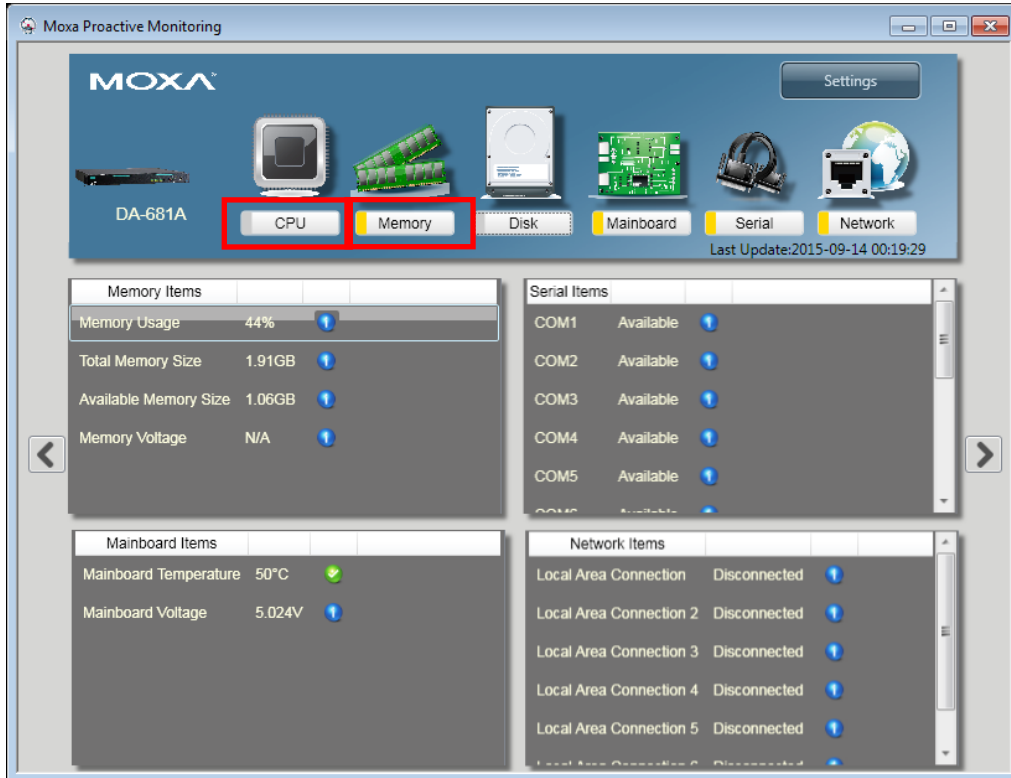 Moxa Proactive Monitoring
MOXA
Settings
DA-681A
CPU
Memory
Disk
Mainboard
Serial
Network
Last Update:2015-09-14 00:19:29
Memory Items
Memory Usage 44%
Total Memory Size 1.91GB
Available Memory Size 1.06GB
Memory Voltage N/A
Serial Items
COM1 Available
COM2 Available
COM3 Available
COM4 Available
COM5 Available
Mainboard Items
Mainboard Temperature 50°C
Mainboard Voltage 5.024V
Network Items
Local Area Connection Disconnected
Local Area Connection 2 Disconnected
Local Area Connection 3 Disconnected
Local Area Connection 4 Disconnected
Local Area Connection 5 Disconnected